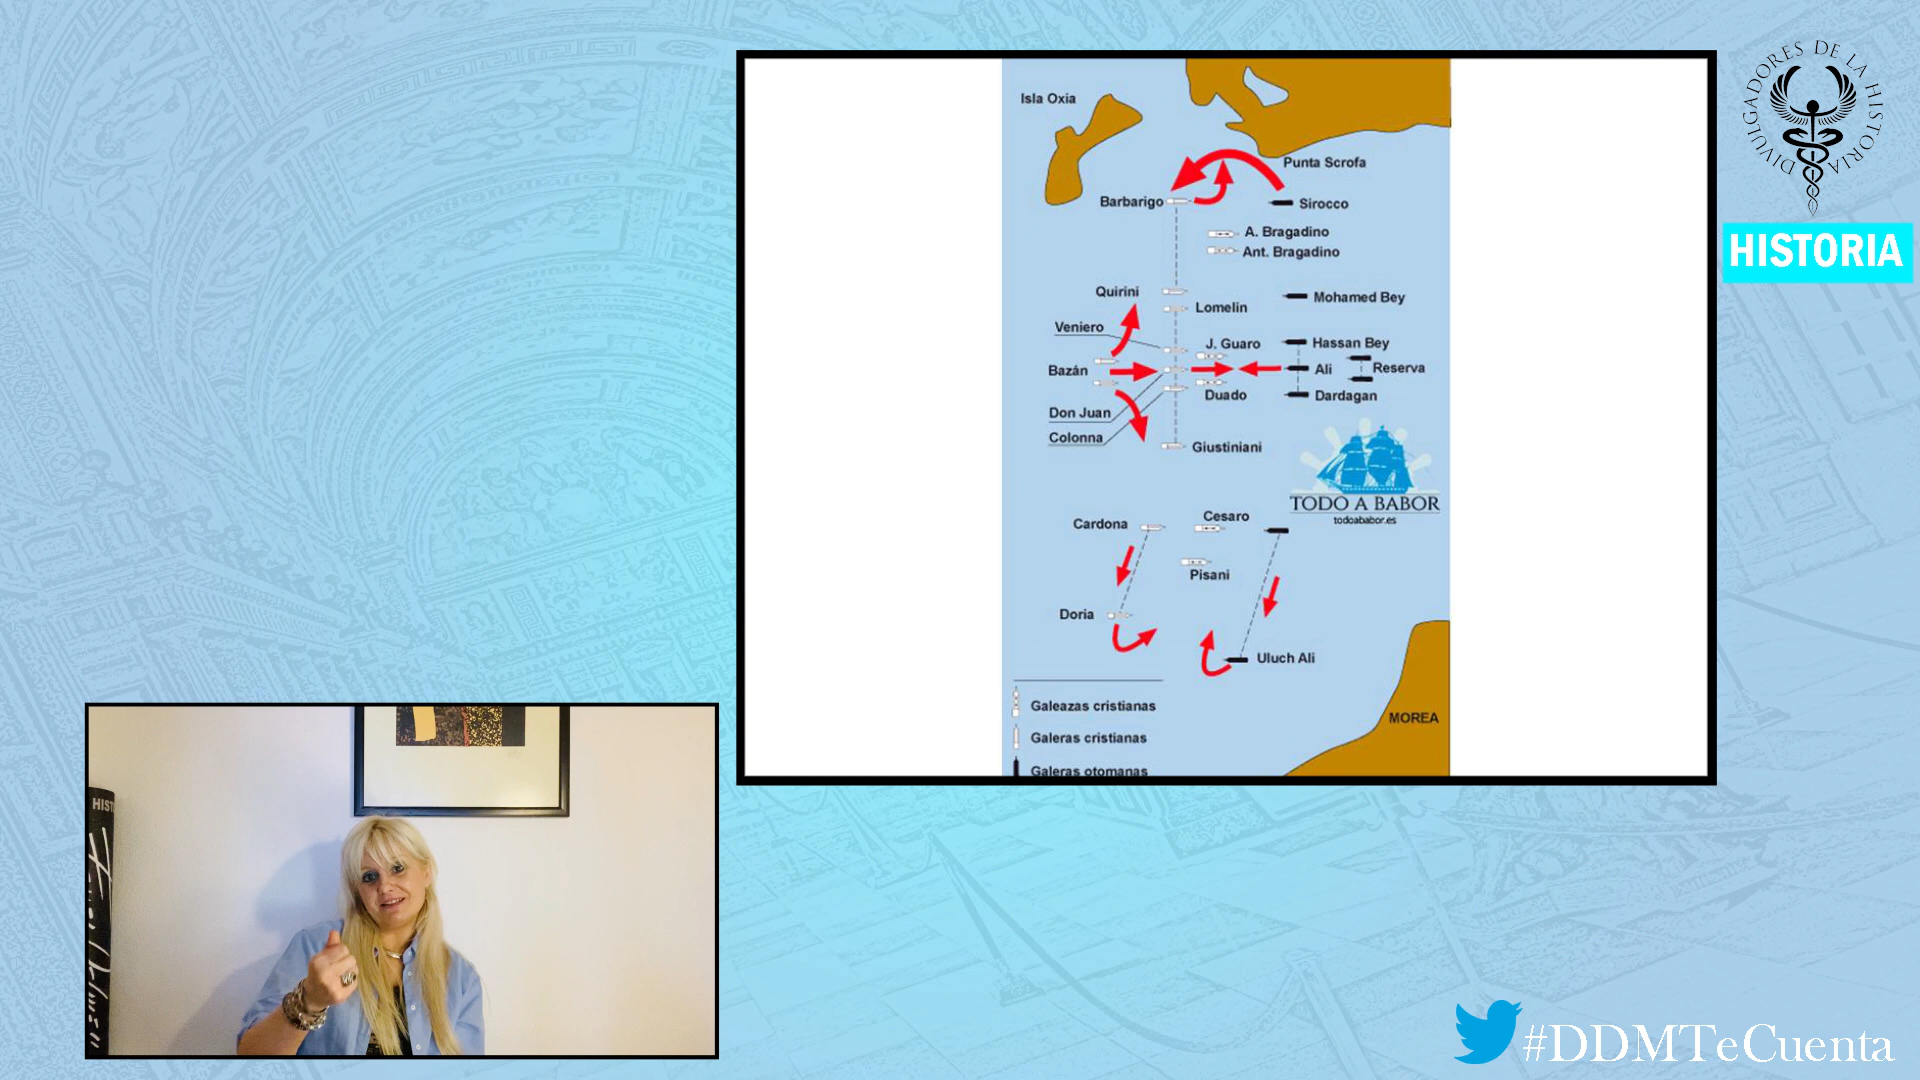 Isla Oxia
Punta Scrofa
Barbarigo
Sirocco
A. Bragadino
Ant. Bragadino
Quirini
Mohamed Bey
Lomelin
Veniero
J. Guaro
Hassan Bey
Bazán
Ali
Reserva
Duado
Dardagan
Don Juan
Colonna
Giustiniani
TODO A BABOR
todoababor.es
Cardona
Cesaro
Pisani
Doria
Uluch Ali
Galeazas cristianas
Galeras cristianas
Galeras otomanas
MOREA
DIVULGADORES DE LA HISTORIA
HISTORIA
HIST
#DDMTeCuenta